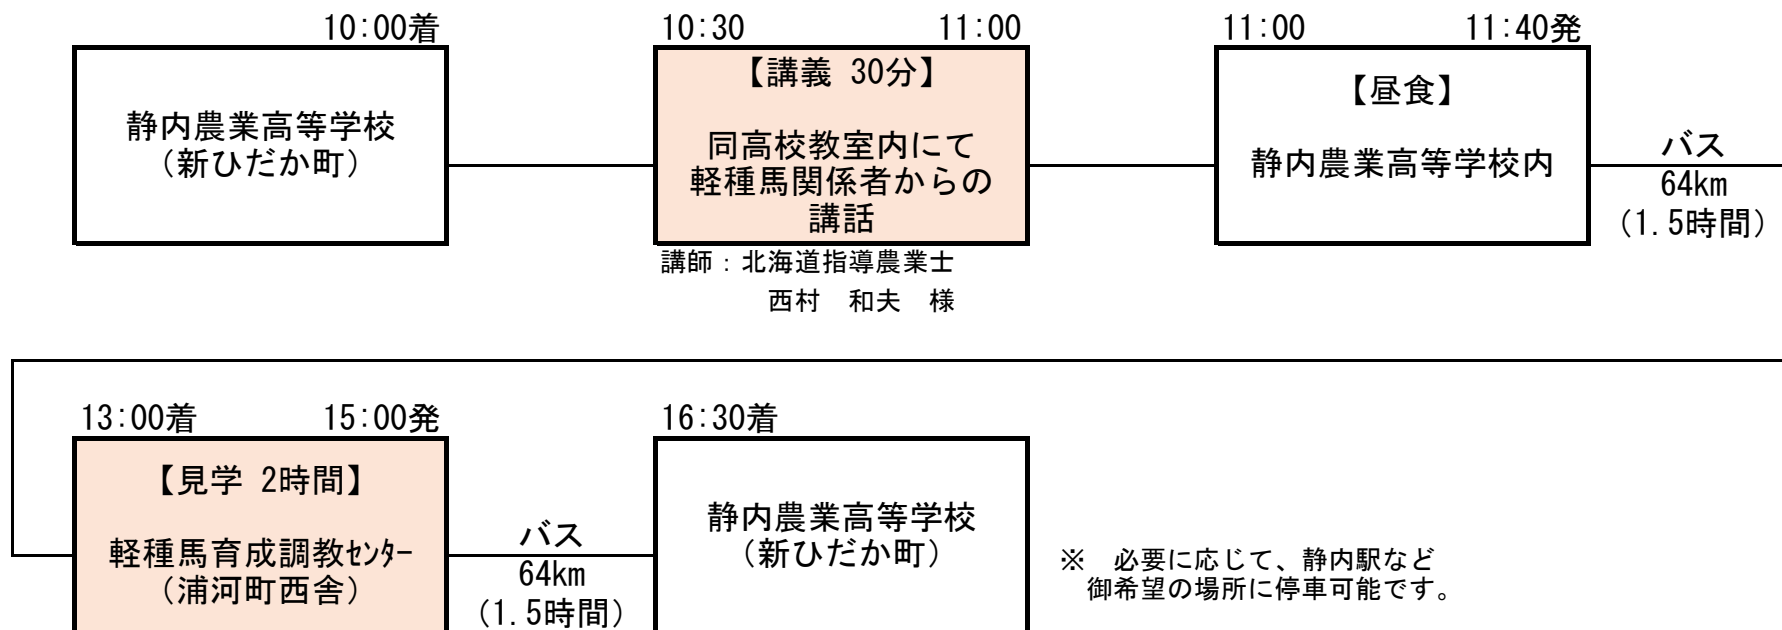 10:00着
静内農業高等学校
（新ひだか町）
10:30 11:00
【講義 30分】
同高校教室内にて
軽種馬関係者からの
講話
講師：北海道指導農業士
西村　和夫　様
11:00 11:40発
【昼食】
静内農業高等学校内
バス
64km
（1.5時間）
13:00着 15:00発
【見学 2時間】
軽種馬育成調教ｾﾝﾀｰ
（浦河町西舎）
バス
64km
（1.5時間）
16:30着
静内農業高等学校
（新ひだか町）
※　必要に応じて、静内駅など
御希望の場所に停車可能です。